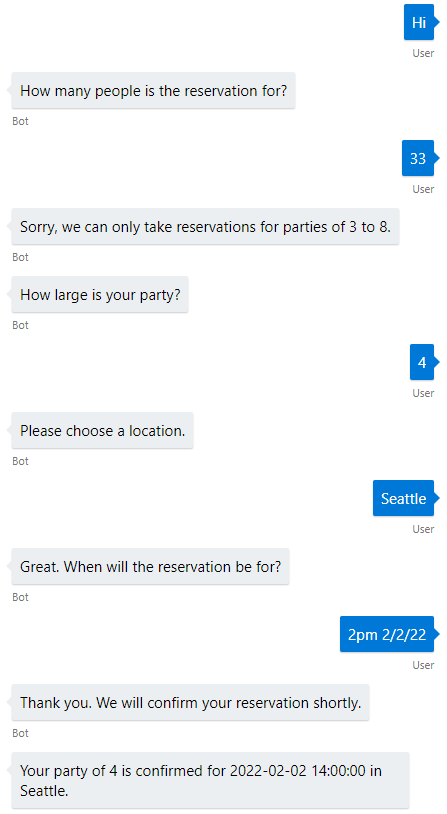 Hi
User
How many people is the reservation for?
Bot
33
User
Sorry, we can only take reservations for parties of 3 to 8.
Bot
How large is your party?
Bot
4
User
Please choose a location.
Bot
Seattle
User
Great. When will the reservation be for?
Bot
2pm 2/2/22
User
Thank you. We will confirm your reservation shortly.
Bot
Your party of 4 is confirmed for 2022-02-02 14:00:00 in
Seattle.